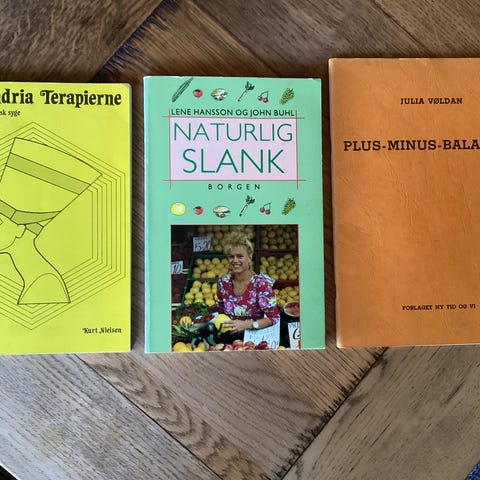 dria Terapierne
sk syge
Kurt Nielsen
LENE HANSSON OG JOHN BUHL
NATURLIG
SLANK
BORGEN
JULIA VØLDAN
PLUS-MINUS-BALA
FORLAGET NY TID OG VI